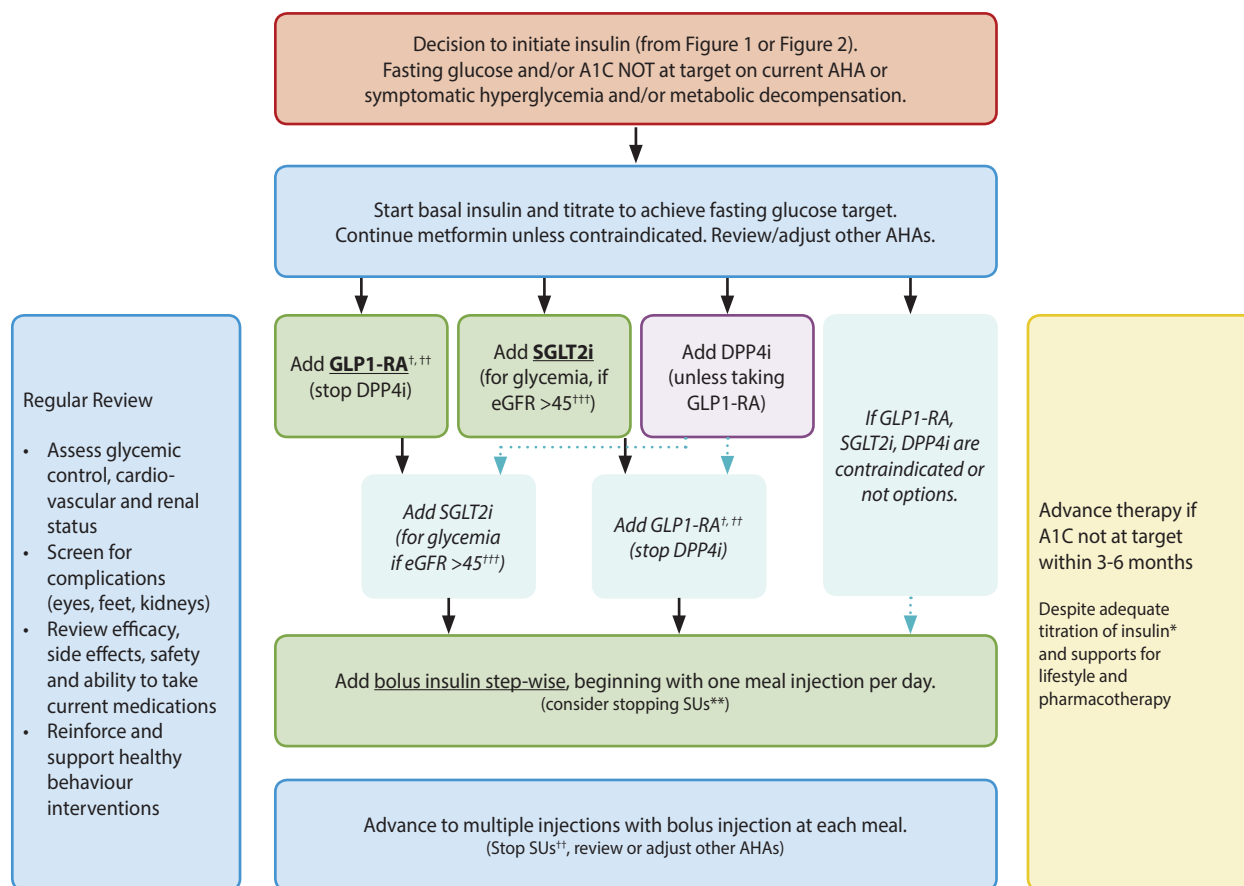 Decision to initiate insulin (from Figure 1 or Figure 2).
Fasting glucose and/or A1C NOT at target on current AHA or
symptomatic hyperglycemia and/or metabolic decompensation.
Start basal insulin and titrate to achieve fasting glucose target.
Continue metformin unless contraindicated. Review/adjust other AHAs.
Regular Review
• Assess glycemic
control, cardio-
vascular and renal
status
• Screen for
complications
(eyes, feet, kidneys)
• Review efficacy,
side effects, safety
and ability to take
current medications
• Reinforce and
support healthy
behaviour
interventions
Add GLP1-RA†, ††
(stop DPP4i)
Add SGLT2i
(for glycemia, if
eGFR >45†††)
Add DPP4i
(unless taking
GLP1-RA)
If GLP1-RA,
SGLT2i, DPP4i are
contraindicated or
not options.
Add SGLT2i
(for glycemia
if eGFR >45†††)
Add GLP1-RA†, ††
(stop DPP4i)
Add bolus insulin step-wise, beginning with one meal injection per day.
(consider stopping SUs**)
Advance to multiple injections with bolus injection at each meal.
(Stop SUs††, review or adjust other AHAs)
Advance therapy if
A1C not at target
within 3-6 months
Despite adequate
titration of insulin*
and supports for
lifestyle and
pharmacotherapy